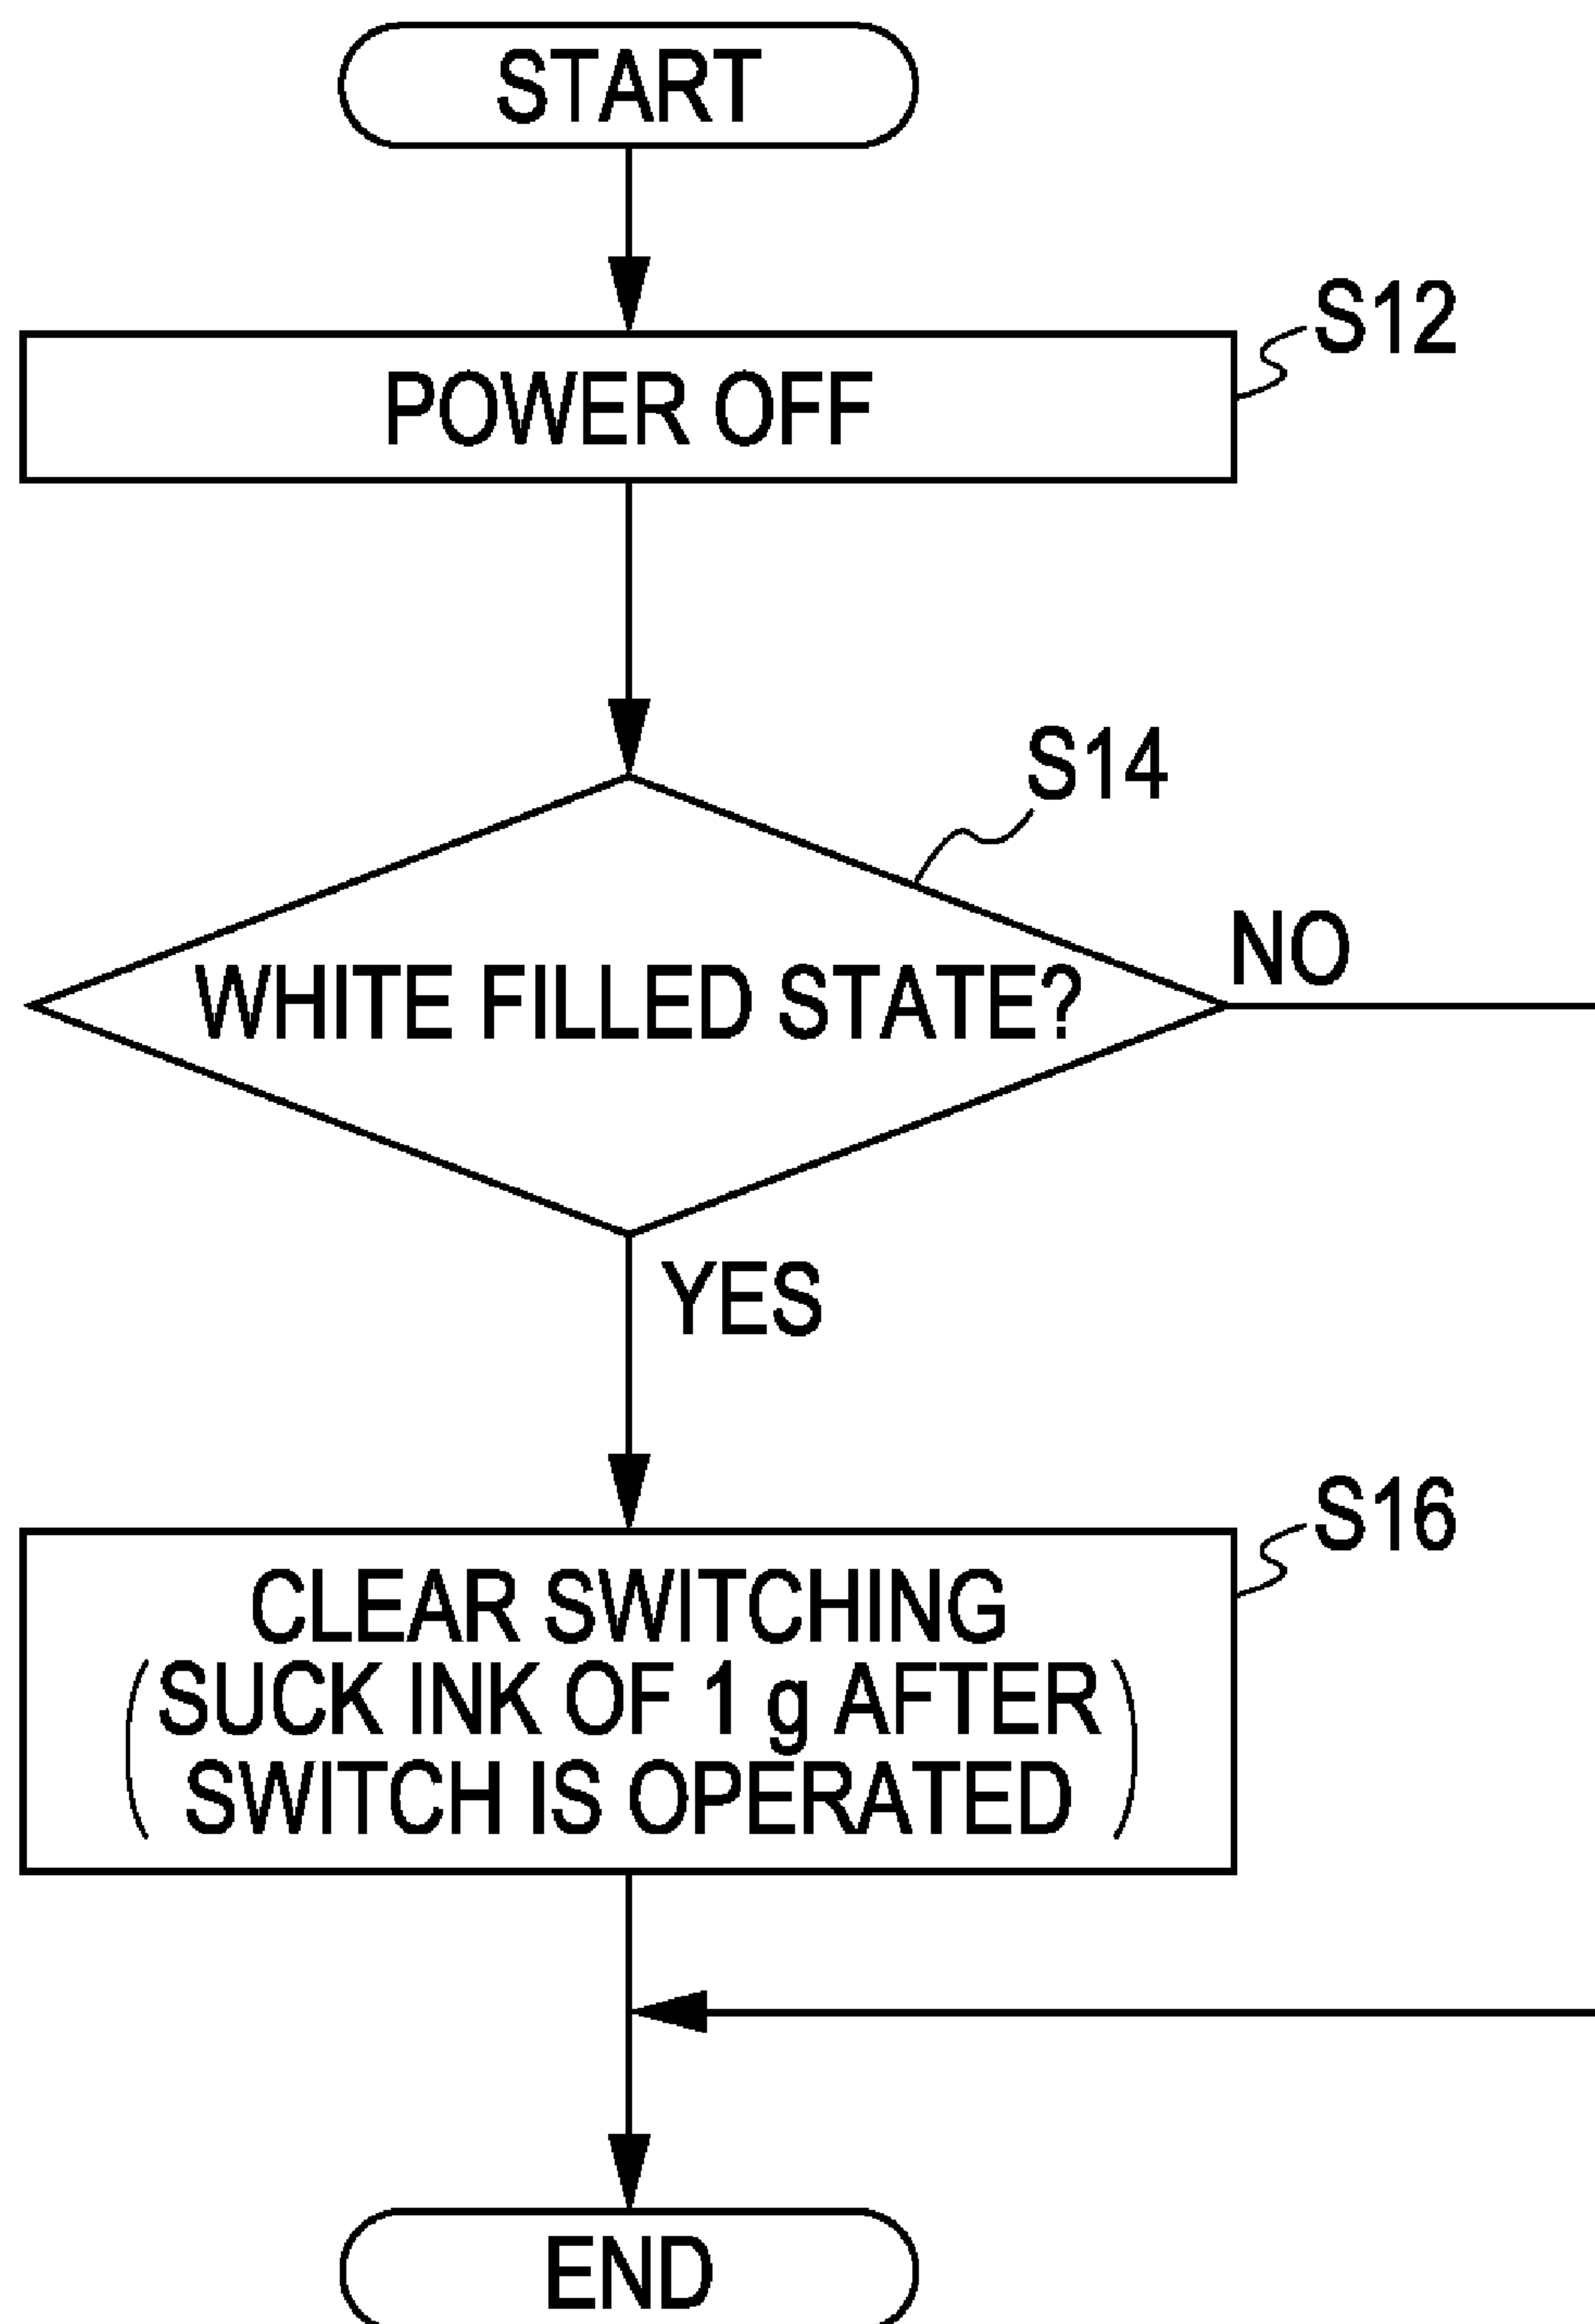 START
S12
POWER OFF
S14
NO
WHITE FILLED STATE?
YES
S16
CLEAR SWITCHING
(SUCK INK OF 1 g AFTER
SWITCH IS OPERATED)
END